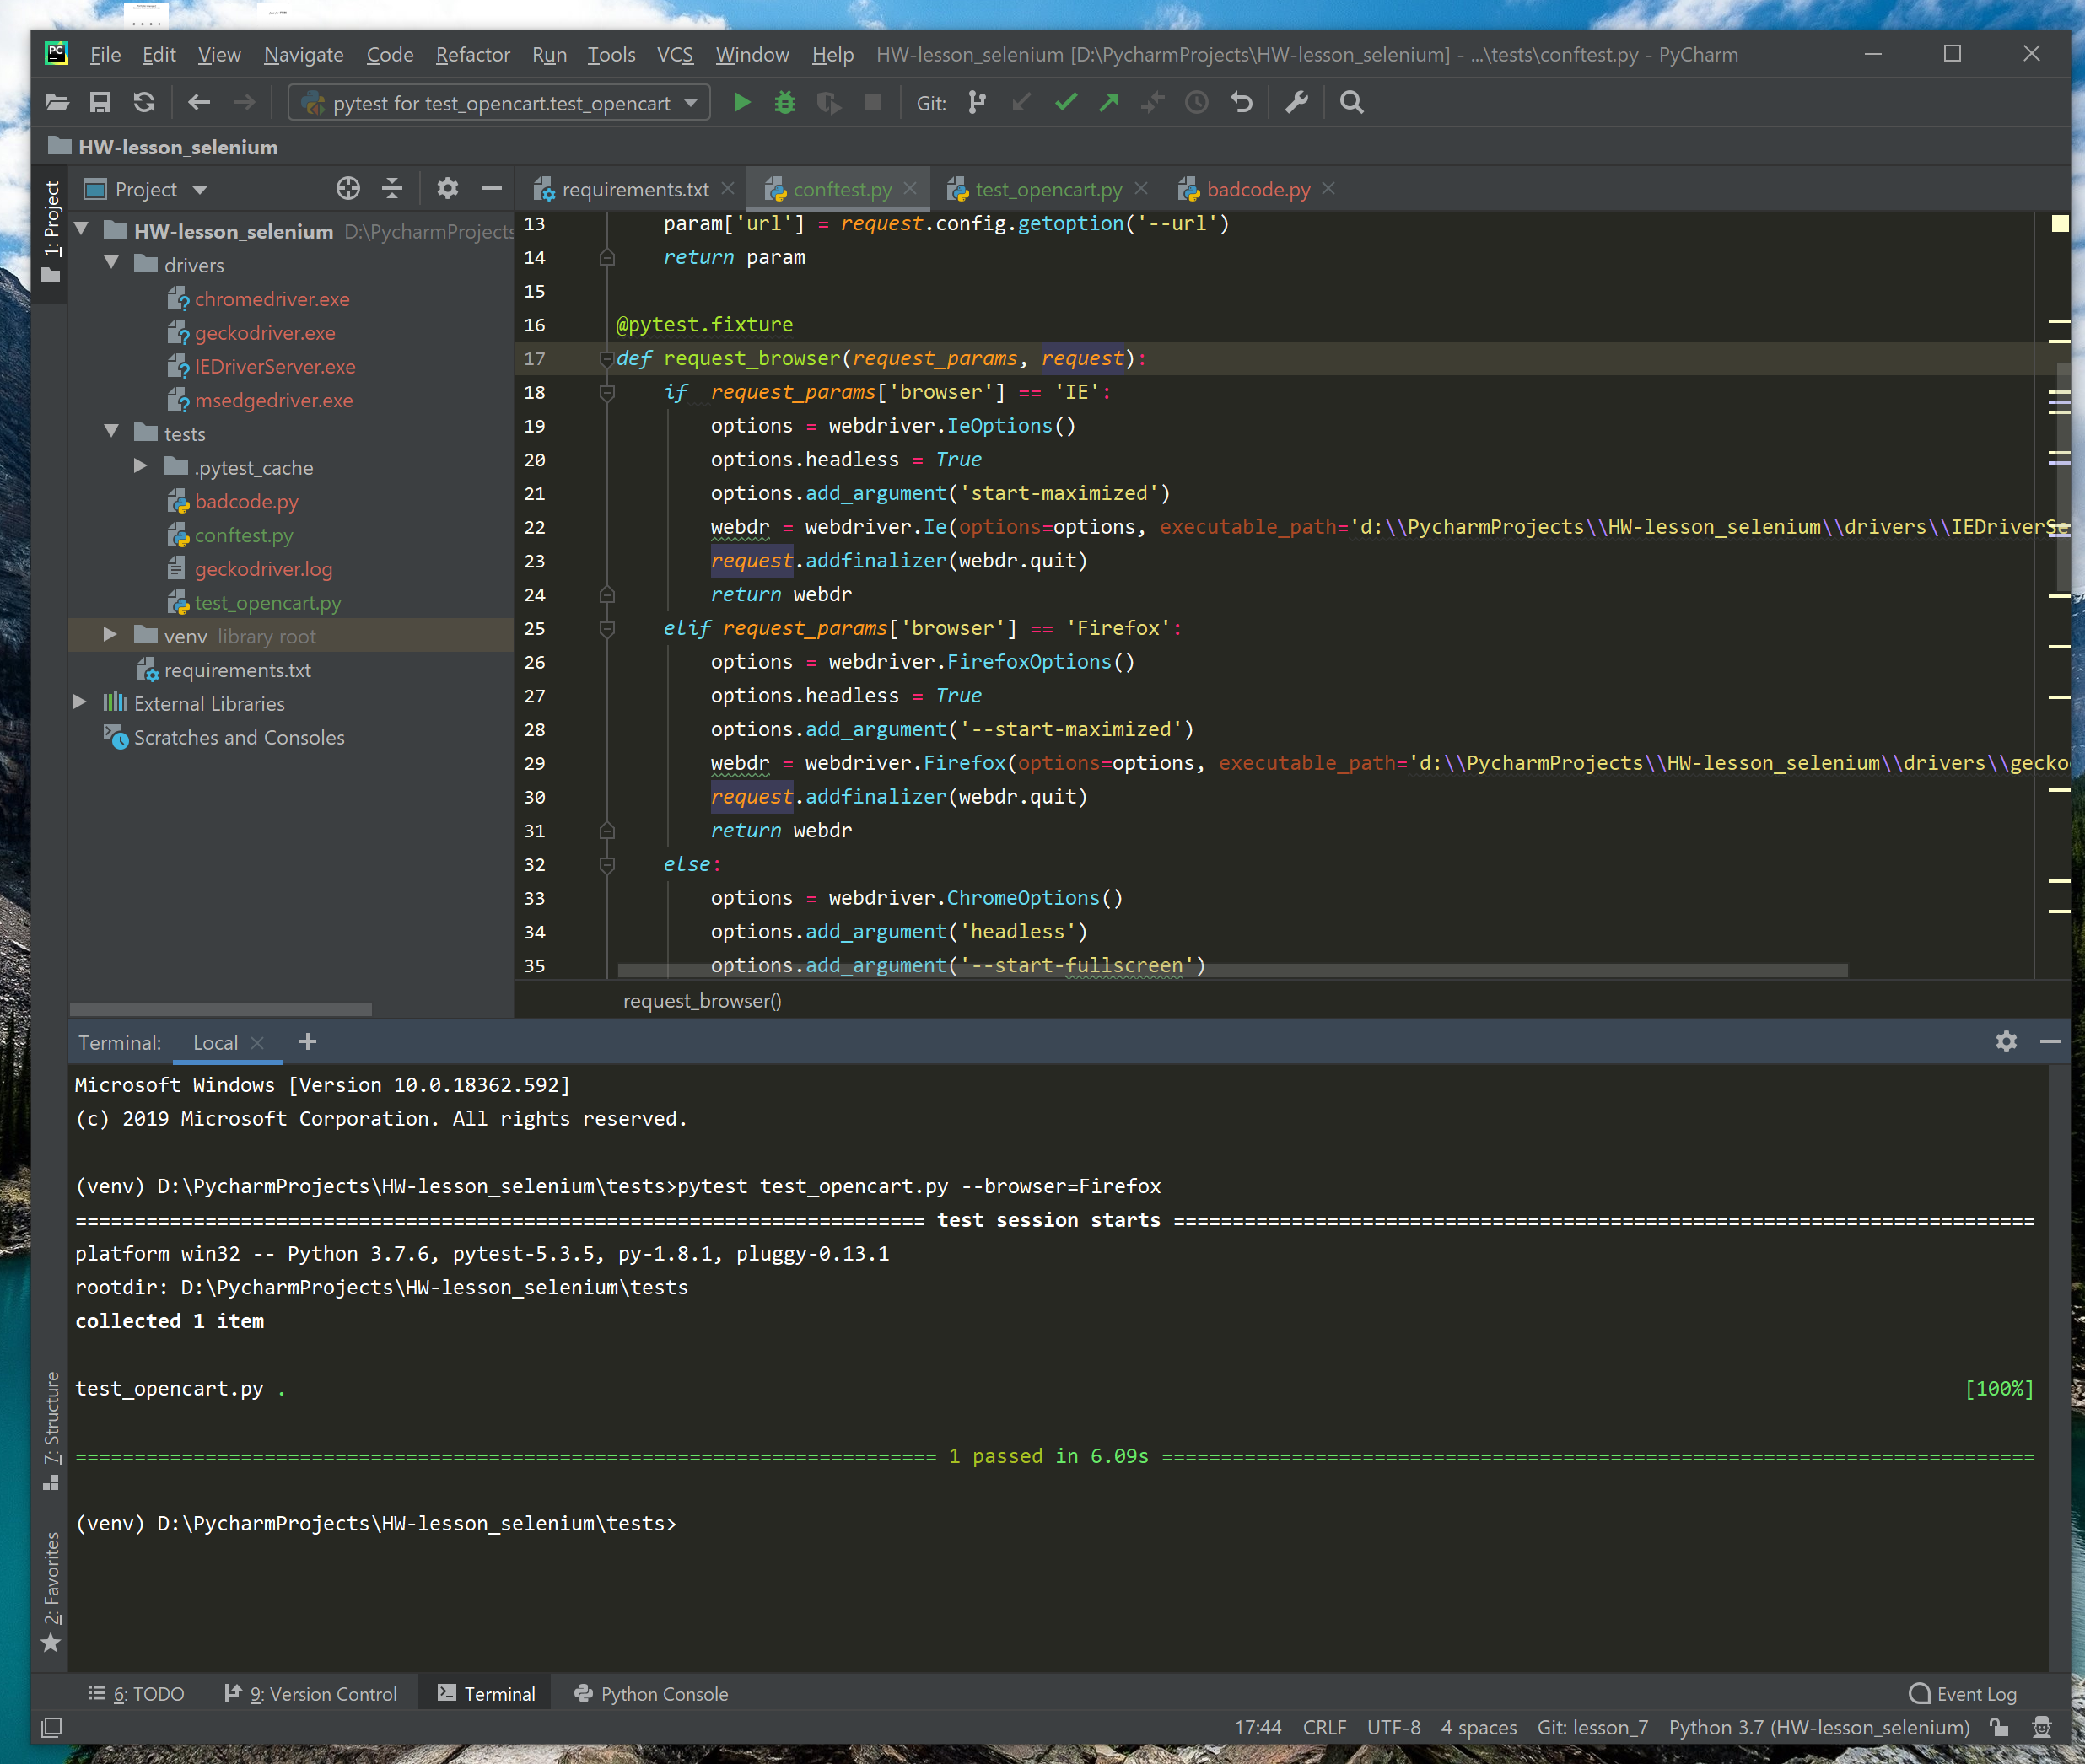 File Edit View Navigate Code Refactor Run Tools VCS Window Help HW-lesson_selenium [D:\PycharmProjects\HW-lesson_selenium] - ...\tests\conftest.py - PyCharm
pytest for test_opencart.test_opencart Git:
HW-lesson_selenium
1: Project
Project
HW-lesson_selenium D:\PycharmProjects
drivers
chromedriver.exe
geckodriver.exe
IEDriverServer.exe
msedgedriver.exe
tests
.pytest_cache
badcode.py
conftest.py
geckodriver.log
test_opencart.py
venv library root
requirements.txt
External Libraries
Scratches and Consoles
requirements.txt conftest.py test_opencart.py badcode.py
13 param['url'] = request.config.getoption('--url')
14 return param
15
16 @pytest.fixture
17 def request_browser(request_params, request):
18 if request_params['browser'] == 'IE':
19 options = webdriver.IeOptions()
20 options.headless = True
21 options.add_argument('start-maximized')
22 webdr = webdriver.Ie(options=options, executable_path='d:\\PycharmProjects\\HW-lesson_selenium\\drivers\\IEDriverSe
23 request.addfinalizer(webdr.quit)
24 return webdr
25 elif request_params['browser'] == 'Firefox':
26 options = webdriver.FirefoxOptions()
27 options.headless = True
28 options.add_argument('--start-maximized')
29 webdr = webdriver.Firefox(options=options, executable_path='d:\\PycharmProjects\\HW-lesson_selenium\\drivers\\gecko
30 request.addfinalizer(webdr.quit)
31 return webdr
32 else:
33 options = webdriver.ChromeOptions()
34 options.add_argument('headless')
35 options.add_argument('--start-fullscreen')
request_browser()
Terminal: Local +
Microsoft Windows [Version 10.0.18362.592]
(c) 2019 Microsoft Corporation. All rights reserved.
(venv) D:\PycharmProjects\HW-lesson_selenium\tests>pytest test_opencart.py --browser=Firefox
======================================================================== test session starts =========================================================================
platform win32 -- Python 3.7.6, pytest-5.3.5, py-1.8.1, pluggy-0.13.1
rootdir: D:\PycharmProjects\HW-lesson_selenium\tests
collected 1 item
test_opencart.py . [100%]
========================================================================= 1 passed in 6.09s ==========================================================================
(venv) D:\PycharmProjects\HW-lesson_selenium\tests>
7: Structure
2: Favorites
6: TODO 9: Version Control Terminal Python Console Event Log
17:44 CRLF UTF-8 4 spaces Git: lesson_7 Python 3.7 (HW-lesson_selenium)